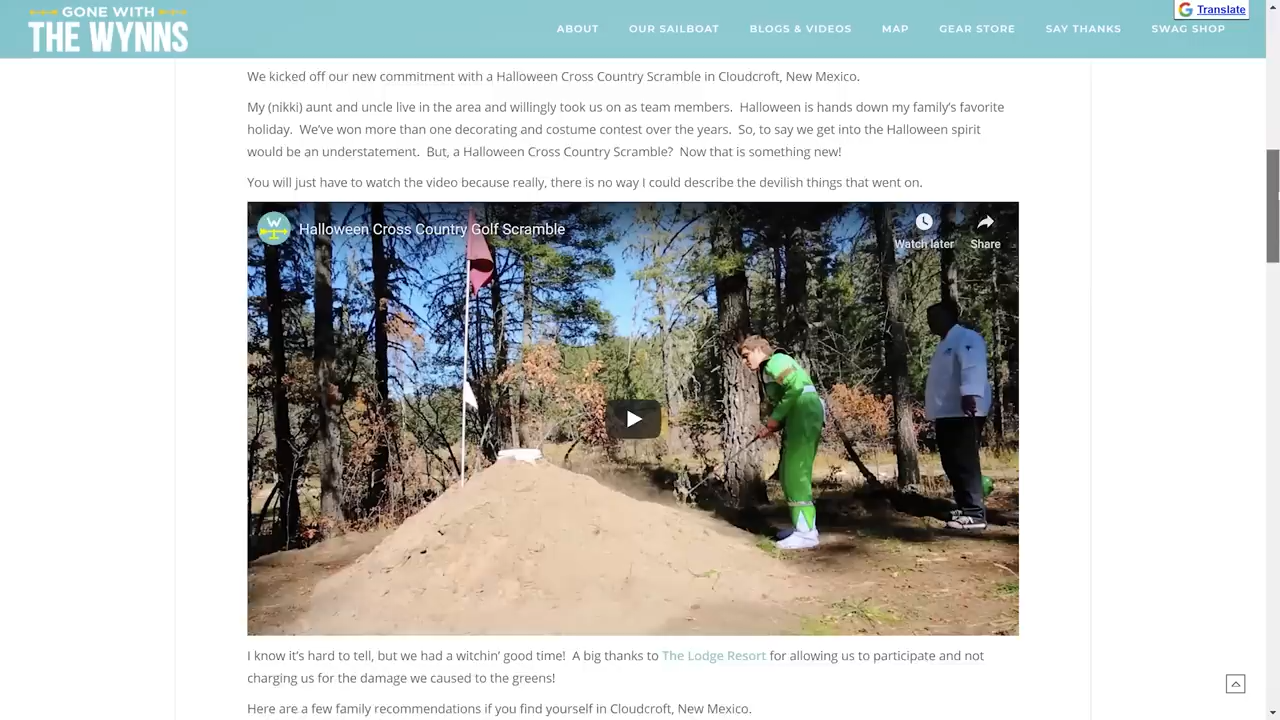 GONE WITH
THE WYNNS
Translate
ABOUT
OUR SAILBOAT
BLOGS & VIDEOS
MAP
GEAR STORE
SAY THANKS
SWAG SHOP
We kicked off our new commitment with a Halloween Cross Country Scramble in Cloudcroft, New Mexico.
My (nikki) aunt and uncle live in the area and willingly took us on as team members.  Halloween is hands down my family's favorite
holiday.  We've won more than one decorating and costume contest over the years.  So, to say we get into the Halloween spirit
would be an understatement.  But, a Halloween Cross Country Scramble?  Now that is something new!
You will just have to watch the video because really, there is no way I could describe the devilish things that went on.
W
Halloween Cross Country Golf Scramble
Watch later
Share
I know it's hard to tell, but we had a witchin' good time!  A big thanks to The Lodge Resort for allowing us to participate and not
charging us for the damage we caused to the greens!
Here are a few family recommendations if you find yourself in Cloudcroft, New Mexico.